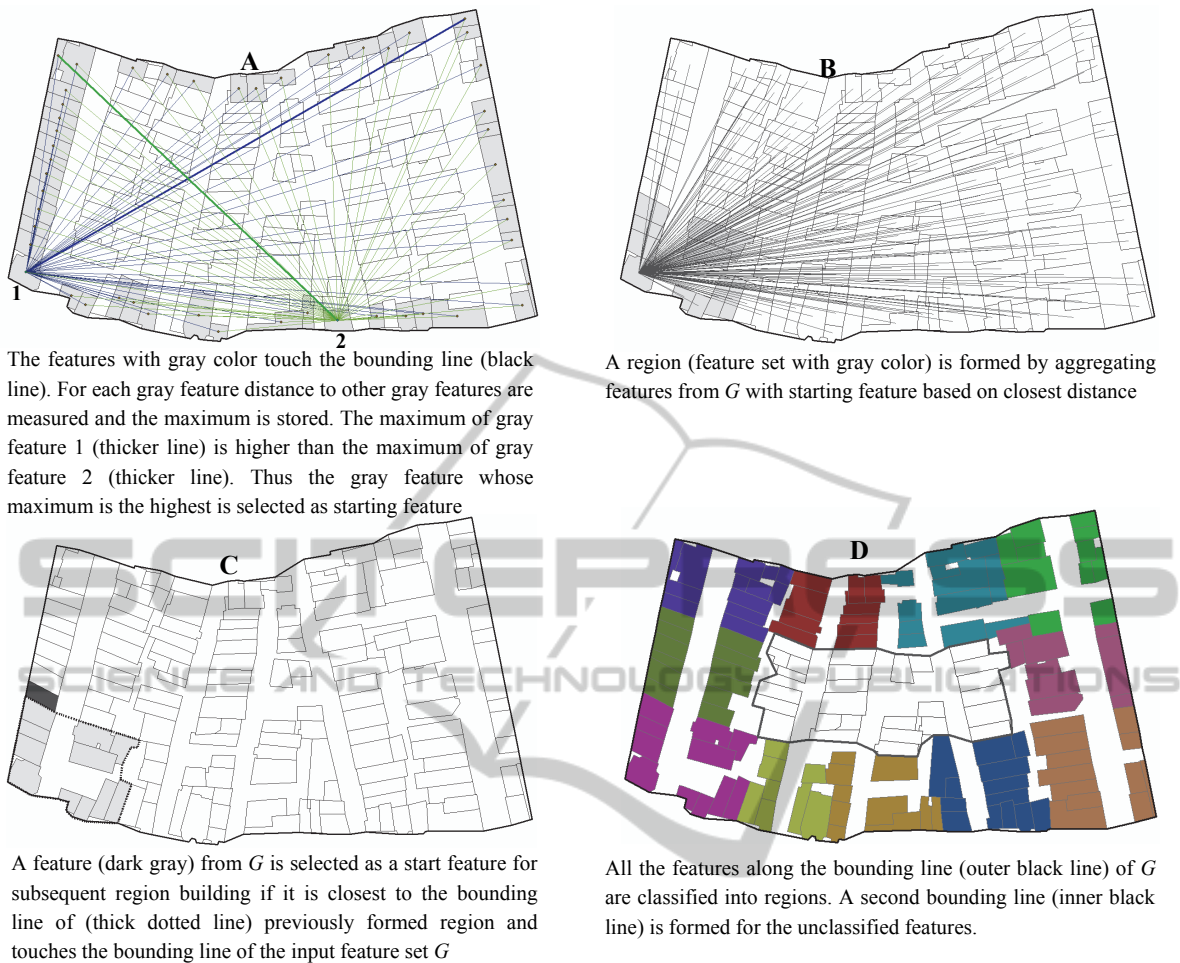 A
1
2
The features with gray color touch the bounding line (black
line). For each gray feature distance to other gray features are
measured and the maximum is stored. The maximum of gray
feature 1 (thicker line) is higher than the maximum of gray
feature 2 (thicker line). Thus the gray feature whose
maximum is the highest is selected as starting feature
B
A region (feature set with gray color) is formed by aggregating
features from G with starting feature based on closest distance
C
A feature (dark gray) from G is selected as a start feature for
subsequent region building if it is closest to the bounding
line of (thick dotted line) previously formed region and
touches the bounding line of the input feature set G
D
All the features along the bounding line (outer black line) of G
are classified into regions. A second bounding line (inner black
line) is formed for the unclassified features.
SCITEPRESS
SCIENCE AND TECHNOLOGY PUBLICATIONS